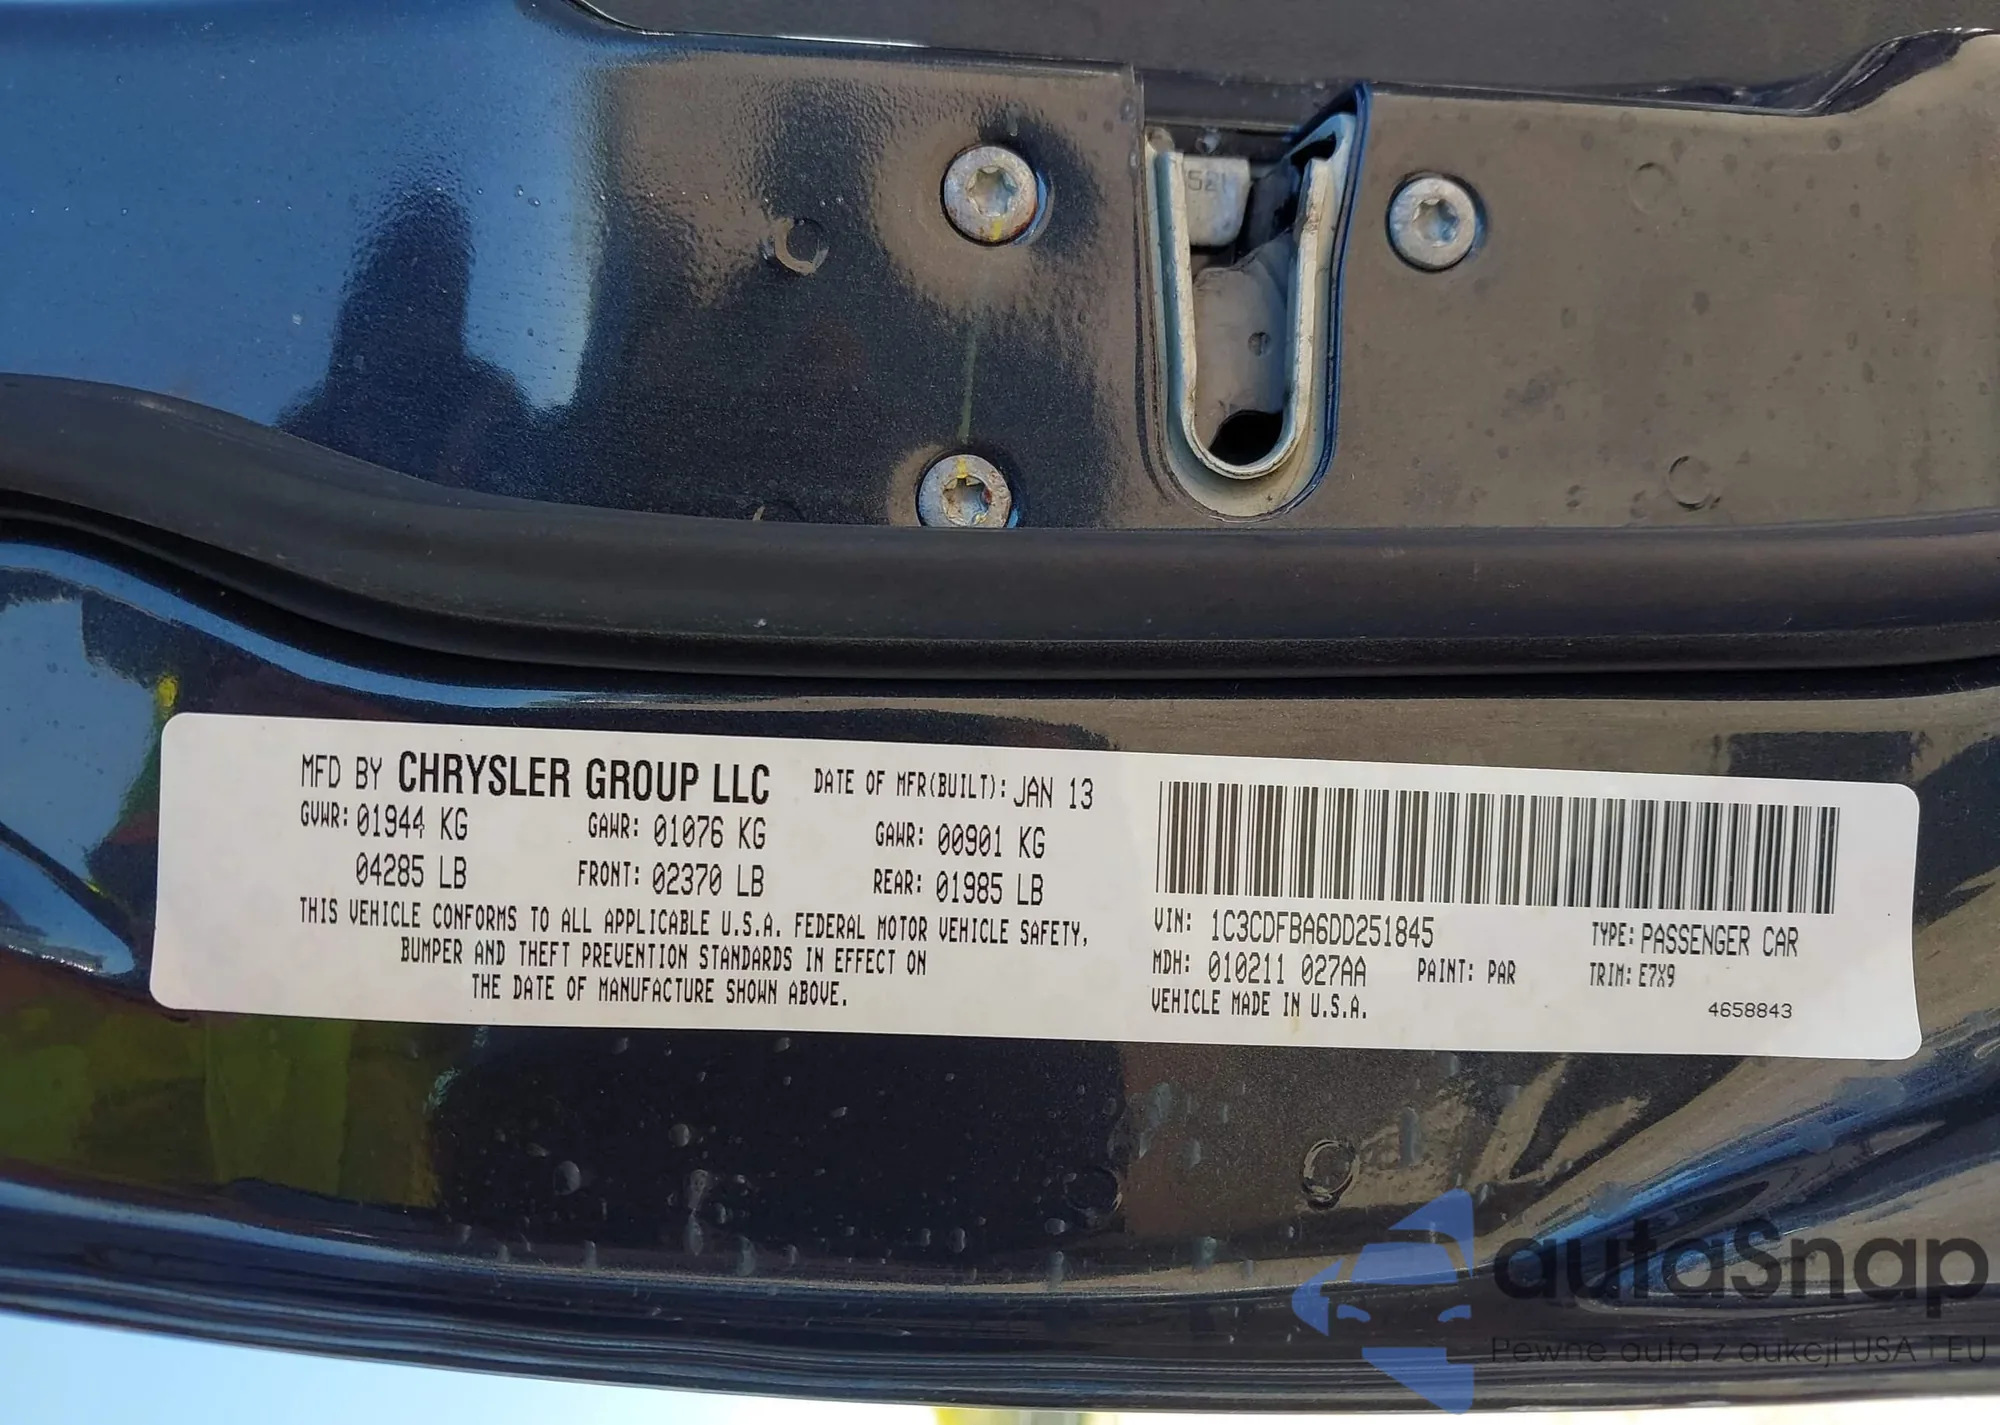 521
MFD BY CHRYSLER GROUP LLC DATE OF MFR(BUILT): JAN 13
GVWR: 01944 KG GAWR: 01076 KG GAWR: 00901 KG
04285 LB FRONT: 02370 LB REAR: 01985 LB
THIS VEHICLE CONFORMS TO ALL APPLICABLE U.S.A. FEDERAL MOTOR VEHICLE SAFETY,
BUMPER AND THEFT PREVENTION STANDARDS IN EFFECT ON
THE DATE OF MANUFACTURE SHOWN ABOVE.
VIN: 1C3CDFBA6DD251845 TYPE: PASSENGER CAR
MDH: 010211 027AA PAINT: PAR TRIM: E7X9
VEHICLE MADE IN U.S.A. 4658843
autaSnap
Pewne auta z aukcji USA i EU